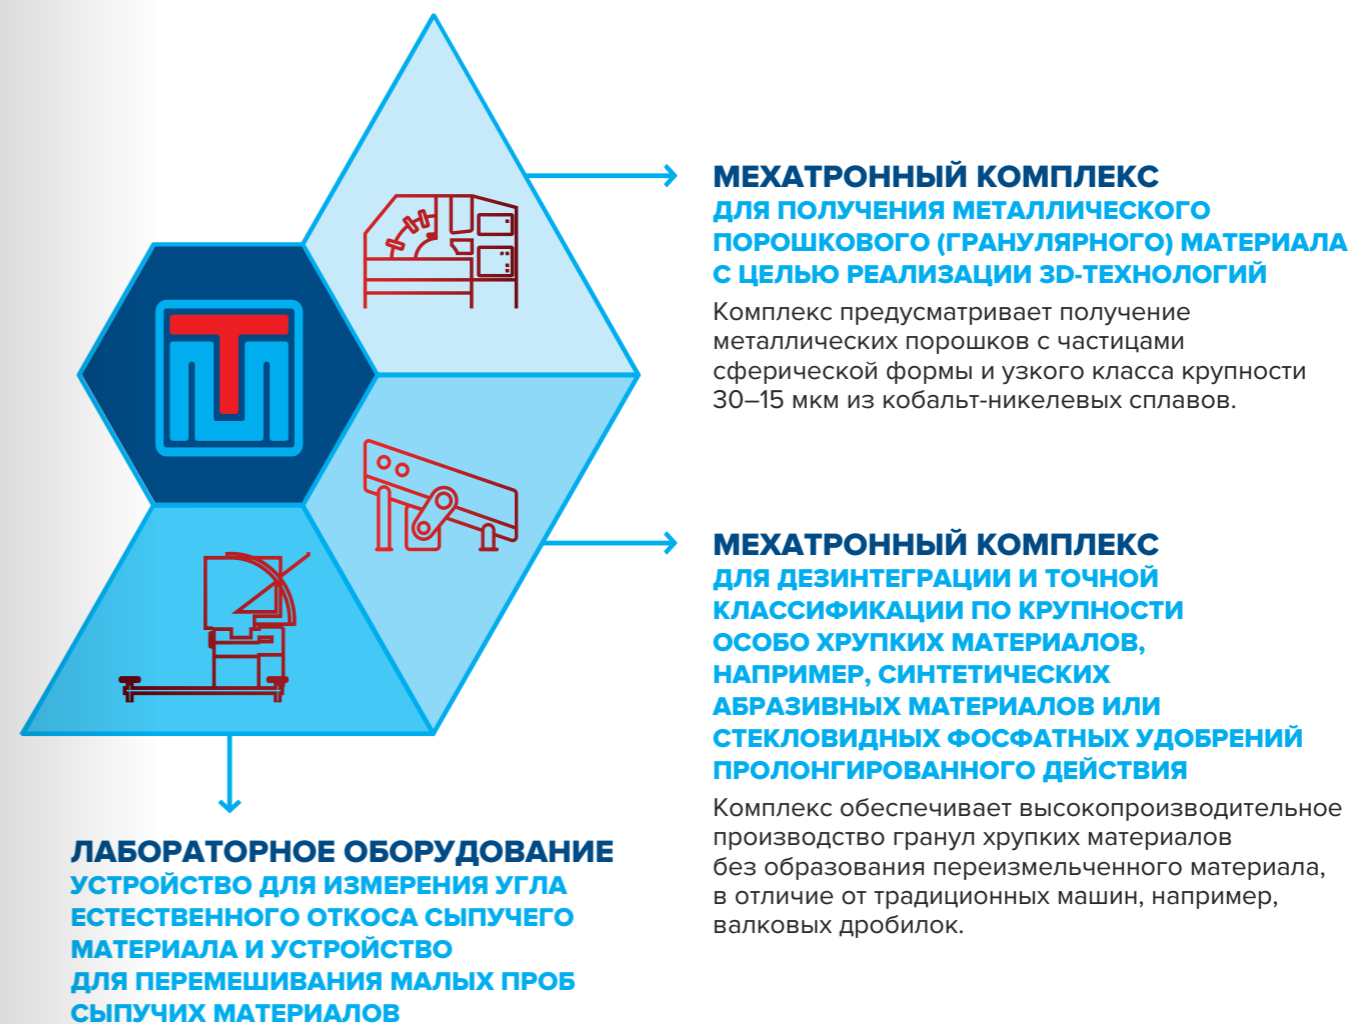 МЕХАТРОННЫЙ КОМПЛЕКС
ДЛЯ ПОЛУЧЕНИЯ МЕТАЛЛИЧЕСКОГО
ПОРОШКОВОГО (ГРАНУЛЯРНОГО) МАТЕРИАЛА
С ЦЕЛЬЮ РЕАЛИЗАЦИИ 3D-ТЕХНОЛОГИЙ
Комплекс предусматривает получение
металлических порошков с частицами
сферической формы и узкого класса крупности
30–15 мкм из кобальт-никелевых сплавов.
МЕХАТРОННЫЙ КОМПЛЕКС
ДЛЯ ДЕЗИНТЕГРАЦИИ И ТОЧНОЙ
КЛАССИФИКАЦИИ ПО КРУПНОСТИ
ОСОБО ХРУПКИХ МАТЕРИАЛОВ,
НАПРИМЕР, СИНТЕТИЧЕСКИХ
АБРАЗИВНЫХ МАТЕРИАЛОВ ИЛИ
СТЕКЛОВИДНЫХ ФОСФАТНЫХ УДОБРЕНИЙ
ПРОЛОНГИРОВАННОГО ДЕЙСТВИЯ
Комплекс обеспечивает высокопроизводительное
производство гранул хрупких материалов
без образования переизмельченного материала,
в отличие от традиционных машин, например,
валковых дробилок.
ЛАБОРАТОРНОЕ ОБОРУДОВАНИЕ
УСТРОЙСТВО ДЛЯ ИЗМЕРЕНИЯ УГЛА
ЕСТЕСТВЕННОГО ОТКОСА СЫПУЧЕГО
МАТЕРИАЛА И УСТРОЙСТВО
ДЛЯ ПЕРЕМЕШИВАНИЯ МАЛЫХ ПРОБ
СЫПУЧИХ МАТЕРИАЛОВ